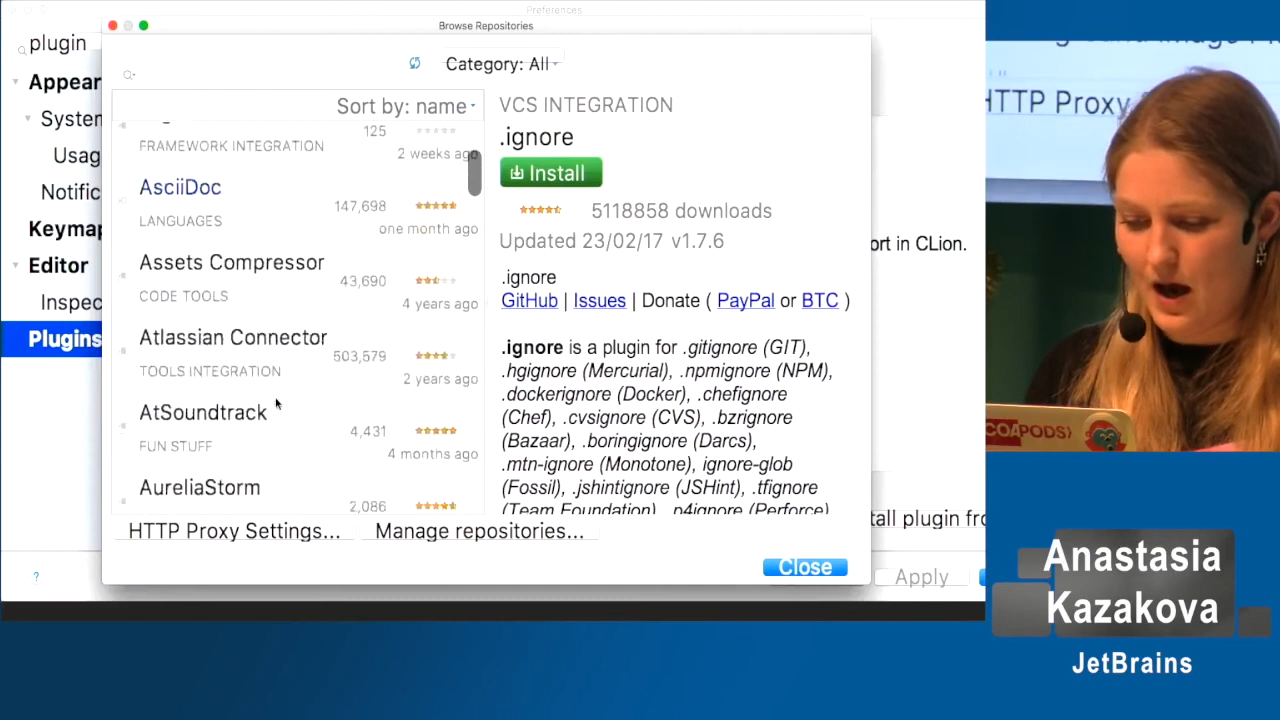 Preferences
Browse Repositories
plugin
Category: All
Appear
Sort by: name
System
Usag
Notific
Keymap
Editor
Inspec
Plugins
125
FRAMEWORK INTEGRATION
2 weeks ago
AsciiDoc
147,698
LANGUAGES
one month ago
Assets Compressor
43,690
CODE TOOLS
4 years ago
Atlassian Connector
503,579
TOOLS INTEGRATION
2 years ago
AtSoundtrack
4,431
FUN STUFF
4 months ago
AureliaStorm
2,086
HTTP Proxy Settings...
Manage repositories...
VCS INTEGRATION
.ignore
Install
5118858 downloads
Updated 23/02/17 v1.7.6
.ignore
GitHub | Issues | Donate ( PayPal or BTC )
.ignore is a plugin for .gitignore (GIT),
.hgignore (Mercurial), .npmignore (NPM),
.dockerignore (Docker), .chefignore
(Chef), .cvsignore (CVS), .bzrignore
(Bazaar), .boringignore (Darcs),
.mtn-ignore (Monotone), ignore-glob
(Fossil), .jshintignore (JSHint), .tfignore
(Team Foundation), .p4ignore (Perforce)
Close
?
ort in CLion.
tall plugin fro
Apply
HTTP Proxy
COAPODS
Anastasia
Kazakova
JetBrains